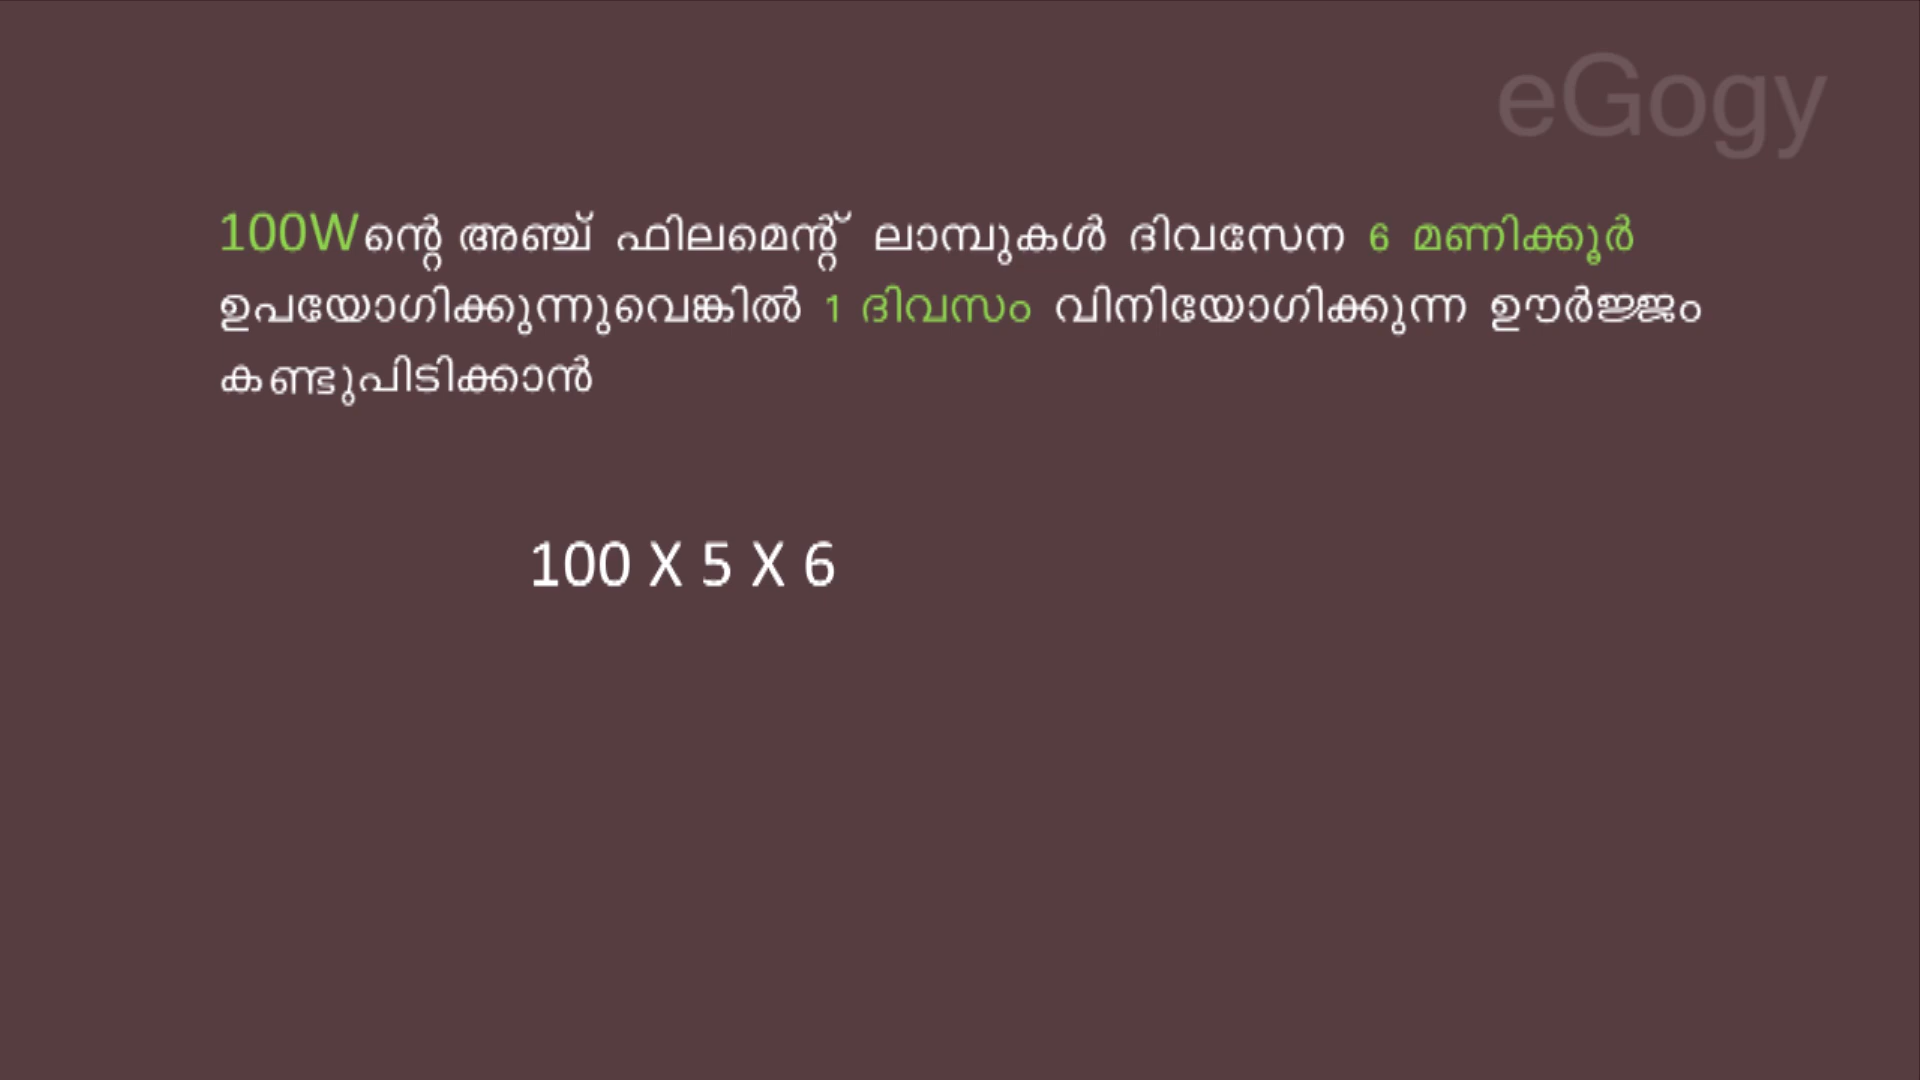 eGogy
100Wന്റെ അഞ്ച് ഫിലമെന്റ് ലാമ്പുകൾ ദിവസേന 6 മണിക്കൂർ
ഉപയോഗിക്കുന്നുവെങ്കിൽ 1 ദിവസം വിനിയോഗിക്കുന്ന ഊർജ്ജം
കണ്ടുപിടിക്കാൻ
100 X 5 X 6